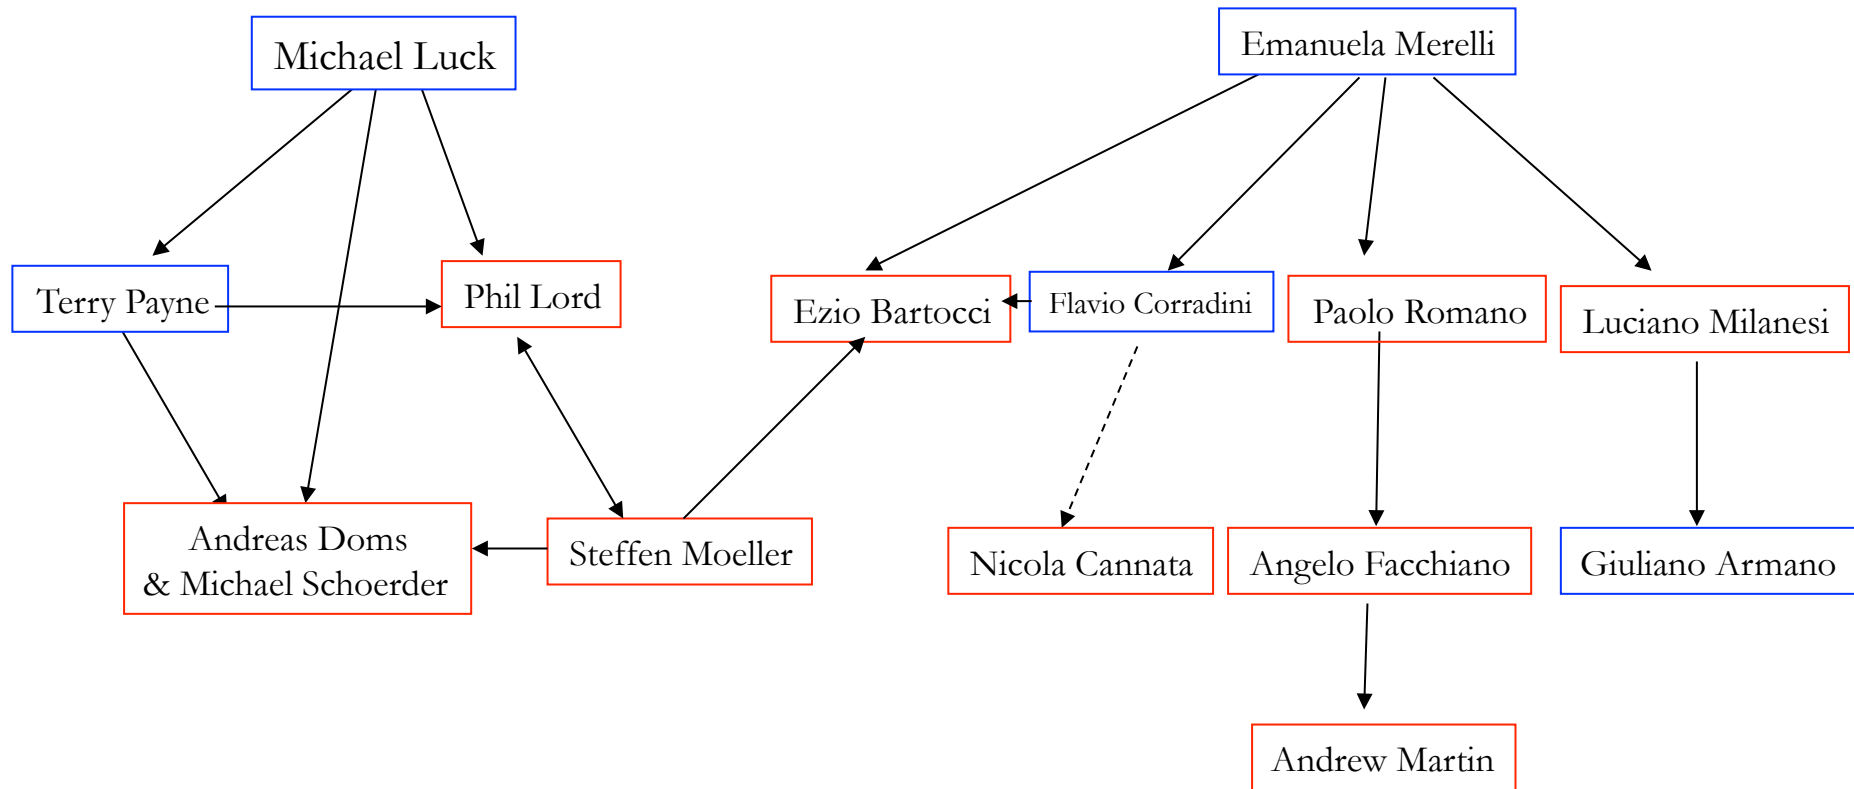 Michael Luck
Emanuela Merelli
Terry Payne
Phil Lord
Ezio Bartocci
Flavio Corradini
Paolo Romano
Luciano Milanesi
Andreas Doms
& Michael Schoerder
Steffen Moeller
Nicola Cannata
Angelo Facchiano
Giuliano Armano
Andrew Martin